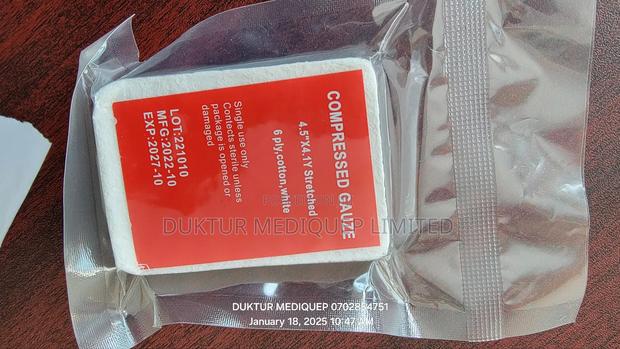 COMPRESSED GAUZE
4.5"X4.1Y Stretched
6 ply,cotton,white
Single use only
Contects sterile unless
package is opened or
damaged
LOT:221010
MFG:2022-10
EXP:2027-10
DUKTUR MEDIQUEP LIMITED
DUKTUR MEDIQUEP 0702854751
January 18, 2025 10:47 AM